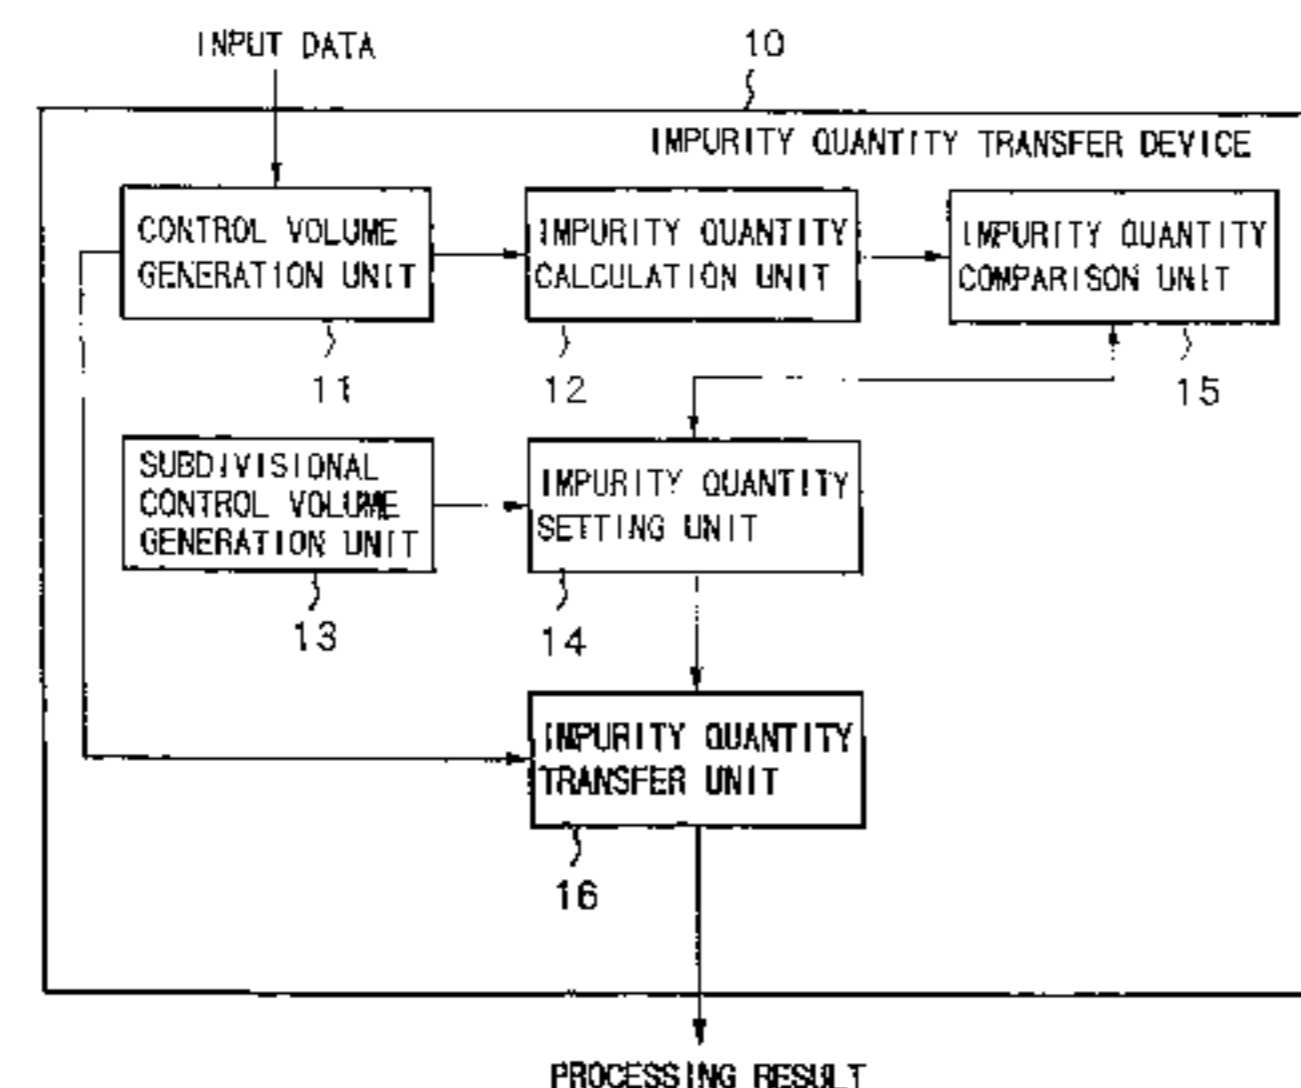 INPUT DATA
10
IMPURITY QUANTITY TRANSFER DEVICE
CONTROL VOLUME
GENERATION UNIT
IMPURITY QUANTITY
CALCULATION UNIT
IMPURITY QUANTITY
COMPARISON UNIT
11
12
15
SUBDIVISIONAL
CONTROL VOLUME
GENERATION UNIT
IMPURITY QUANTITY
SETTING UNIT
13
14
IMPURITY QUANTITY
TRANSFER UNIT
16
PROCESSING RESULT